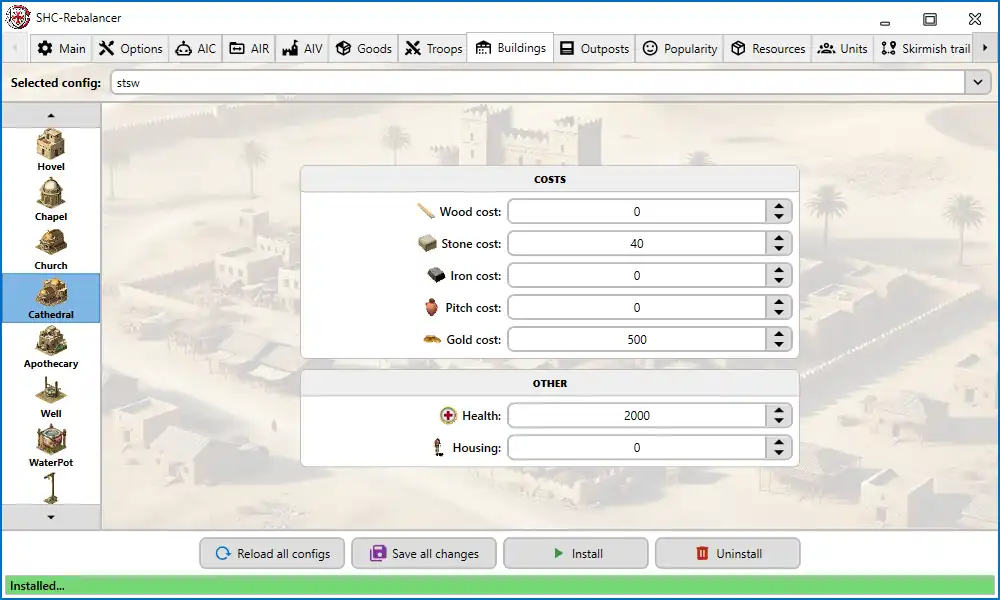 SHC-Rebalancer
Main Options AIC AIR AIV Goods Troops Buildings Outposts Popularity Resources Units Skirmish trail
Selected config: stsw
Hovel
Chapel
Church
Cathedral
Apothecary
Well
WaterPot
COSTS
Wood cost: 0
Stone cost: 40
Iron cost: 0
Pitch cost: 0
Gold cost: 500
OTHER
Health: 2000
Housing: 0
Reload all configs Save all changes Install Uninstall
Installed...